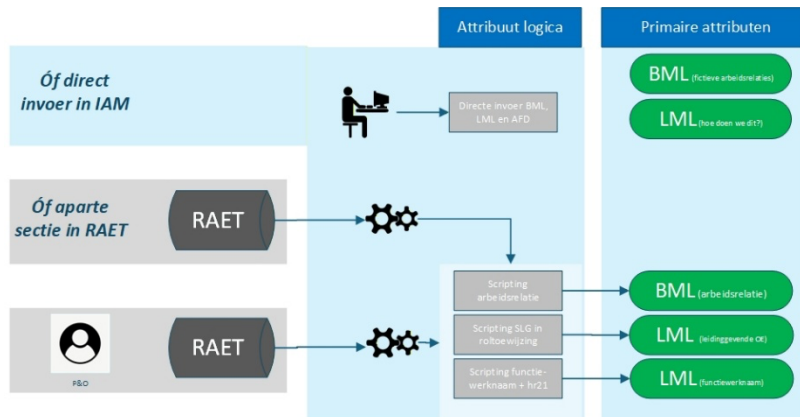 Attribuut logica
Primaire attributen
Óf direct
invoer in IAM
Directe invoer BML,
LML en AFD
BML (fictieve arbeidsrelaties)
LML (hoe doen we dit?)
Óf aparte
sectie in RAET
RAET
Scripting
arbeidsrelatie
BML (arbeidsrelatie)
P&O
RAET
Scripting SLG in
roltoewijzing
LML (leidinggevende OE)
Scripting functie-
werknaam + hr21
LML (functiewerknaam)